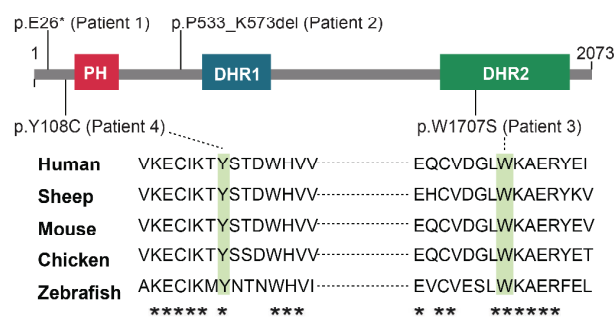 p.E26* (Patient 1) p.P533_K573del (Patient 2)
1 2073
PH DHR1 DHR2
p.Y108C (Patient 4) p.W1707S (Patient 3)
Human VKECIKTYSTDWHVV EQCVDGLWKAERYEI
Sheep VKECIKTYSTDWHVV EHCVDGLWKAERYKV
Mouse VKECIKTYSTDWHVV EQCVDGLWKAERYEV
Chicken VKECIKTYSSDWHVV EQCVDGLWKAERYET
Zebrafish AKECIKMYNTNWHVI EVCVESLWKAERFEL
***** * *** * ** ******